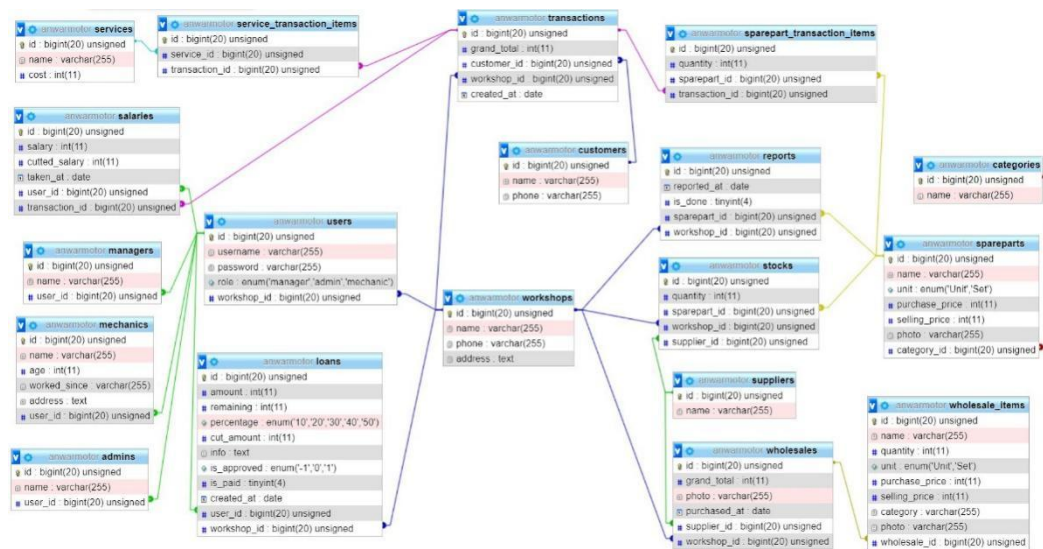 anwarmotor services
id : bigint(20) unsigned
name : varchar(255)
cost : int(11)
anwarmotor service_transaction_items
id : bigint(20) unsigned
service_id : bigint(20) unsigned
transaction_id : bigint(20) unsigned
anwarmotor transactions
id : bigint(20) unsigned
grand_total : int(11)
customer_id : bigint(20) unsigned
workshop_id : bigint(20) unsigned
created_at : date
anwarmotor sparepart_transaction_items
id : bigint(20) unsigned
quantity : int(11)
sparepart_id : bigint(20) unsigned
transaction_id : bigint(20) unsigned
anwarmotor salaries
id : bigint(20) unsigned
salary : int(11)
cutted_salary : int(11)
taken_at : date
user_id : bigint(20) unsigned
transaction_id : bigint(20) unsigned
anwarmotor customers
id : bigint(20) unsigned
name : varchar(255)
phone : varchar(255)
anwarmotor reports
id : bigint(20) unsigned
reported_at : date
is_done : tinyint(4)
sparepart_id : bigint(20) unsigned
workshop_id : bigint(20) unsigned
anwarmotor categories
id : bigint(20) unsigned
name : varchar(255)
anwarmotor users
id : bigint(20) unsigned
username : varchar(255)
password : varchar(255)
role : enum('manager','admin','mechanic')
workshop_id : bigint(20) unsigned
anwarmotor managers
id : bigint(20) unsigned
name : varchar(255)
user_id : bigint(20) unsigned
anwarmotor spareparts
id : bigint(20) unsigned
name : varchar(255)
unit : enum('Unit','Set')
purchase_price : int(11)
selling_price : int(11)
photo : varchar(255)
category_id : bigint(20) unsigned
anwarmotor stocks
id : bigint(20) unsigned
quantity : int(11)
sparepart_id : bigint(20) unsigned
workshop_id : bigint(20) unsigned
supplier_id : bigint(20) unsigned
anwarmotor workshops
id : bigint(20) unsigned
name : varchar(255)
phone : varchar(255)
address : text
anwarmotor mechanics
id : bigint(20) unsigned
name : varchar(255)
age : int(11)
worked_since : varchar(255)
address : text
user_id : bigint(20) unsigned
anwarmotor loans
id : bigint(20) unsigned
amount : int(11)
remaining : int(11)
percentage : enum('10','20','30','40','50')
cut_amount : int(11)
info : text
is_approved : enum('-1','0','1')
is_paid : tinyint(4)
created_at : date
user_id : bigint(20) unsigned
workshop_id : bigint(20) unsigned
anwarmotor suppliers
id : bigint(20) unsigned
name : varchar(255)
anwarmotor wholesale_items
id : bigint(20) unsigned
name : varchar(255)
quantity : int(11)
unit : enum('Unit','Set')
purchase_price : int(11)
selling_price : int(11)
category : varchar(255)
photo : varchar(255)
wholesale_id : bigint(20) unsigned
anwarmotor wholesales
id : bigint(20) unsigned
grand_total : int(11)
photo : varchar(255)
purchased_at : date
supplier_id : bigint(20) unsigned
workshop_id : bigint(20) unsigned
anwarmotor admins
id : bigint(20) unsigned
name : varchar(255)
user_id : bigint(20) unsigned